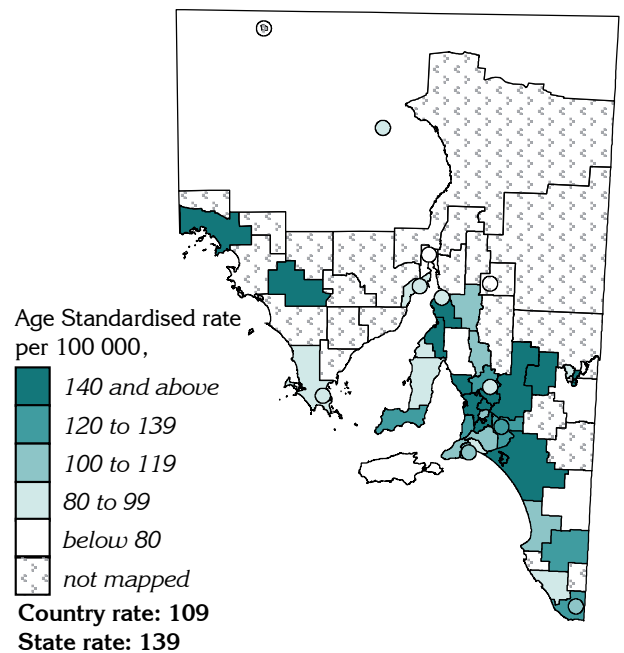 Age Standardised rate
per 100 000,
140 and above
120 to 139
100 to 119
80 to 99
below 80
not mapped
Country rate: 109
State rate: 139